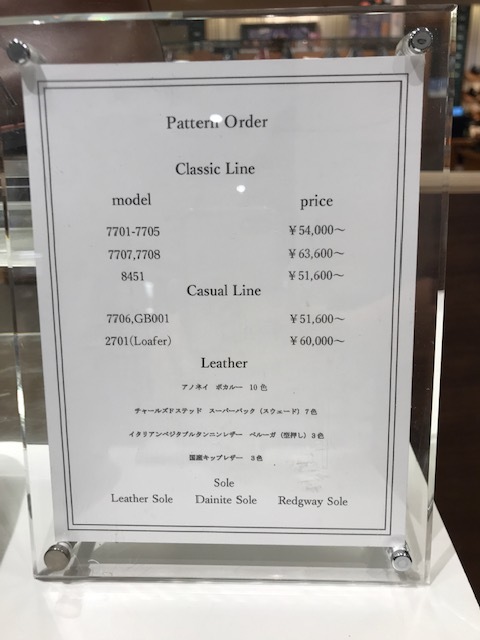 Pattern Order
Classic Line
model price
7701-7705 ￥54,000～
7707,7708 ￥63,600～
8451 ￥51,600～
Casual Line
7706,GB001 ￥51,600～
2701(Loafer) ￥60,000～
Leather
アノネイ　ボカルー　10色
チャールズFステッド　スーパーバック（スウェード）7色
イタリアンベジタブルタンニンレザー　ベルーガ（型押し）3色
国産キップレザー　3色
Sole
Leather Sole Dainite Sole Redgway Sole